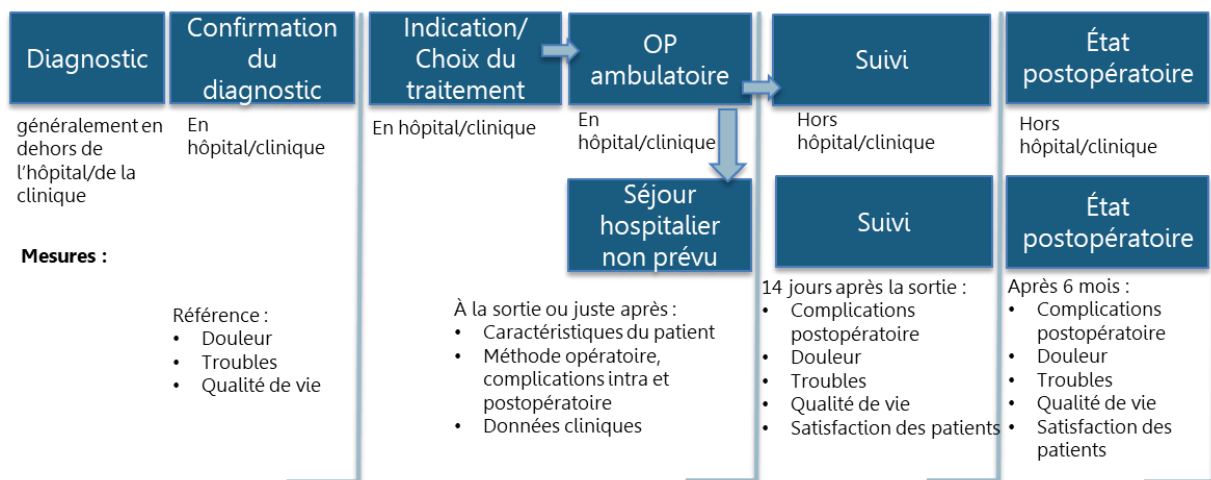 Diagnostic
Confirmation
du
diagnostic
Indication/
Choix du
traitement
OP
ambulatoire
Suivi
État
postopératoire
généralement en
dehors de
l'hôpital/de la
clinique
En
hôpital/clinique
En hôpital/clinique
En
hôpital/clinique
Hors
hôpital/clinique
Hors
hôpital/clinique
Séjour
hospitalier
non prévu
Suivi
État
postopératoire
Mesures :
Référence :
• Douleur
• Troubles
• Qualité de vie
À la sortie ou juste après :
• Caractéristiques du patient
• Méthode opératoire,
complications intra et
postopératoire
• Données cliniques
14 jours après la sortie :
• Complications
postopératoire
• Douleur
• Troubles
• Qualité de vie
• Satisfaction des patients
Après 6 mois :
• Complications
postopératoire
• Douleur
• Troubles
• Qualité de vie
• Satisfaction des
patients